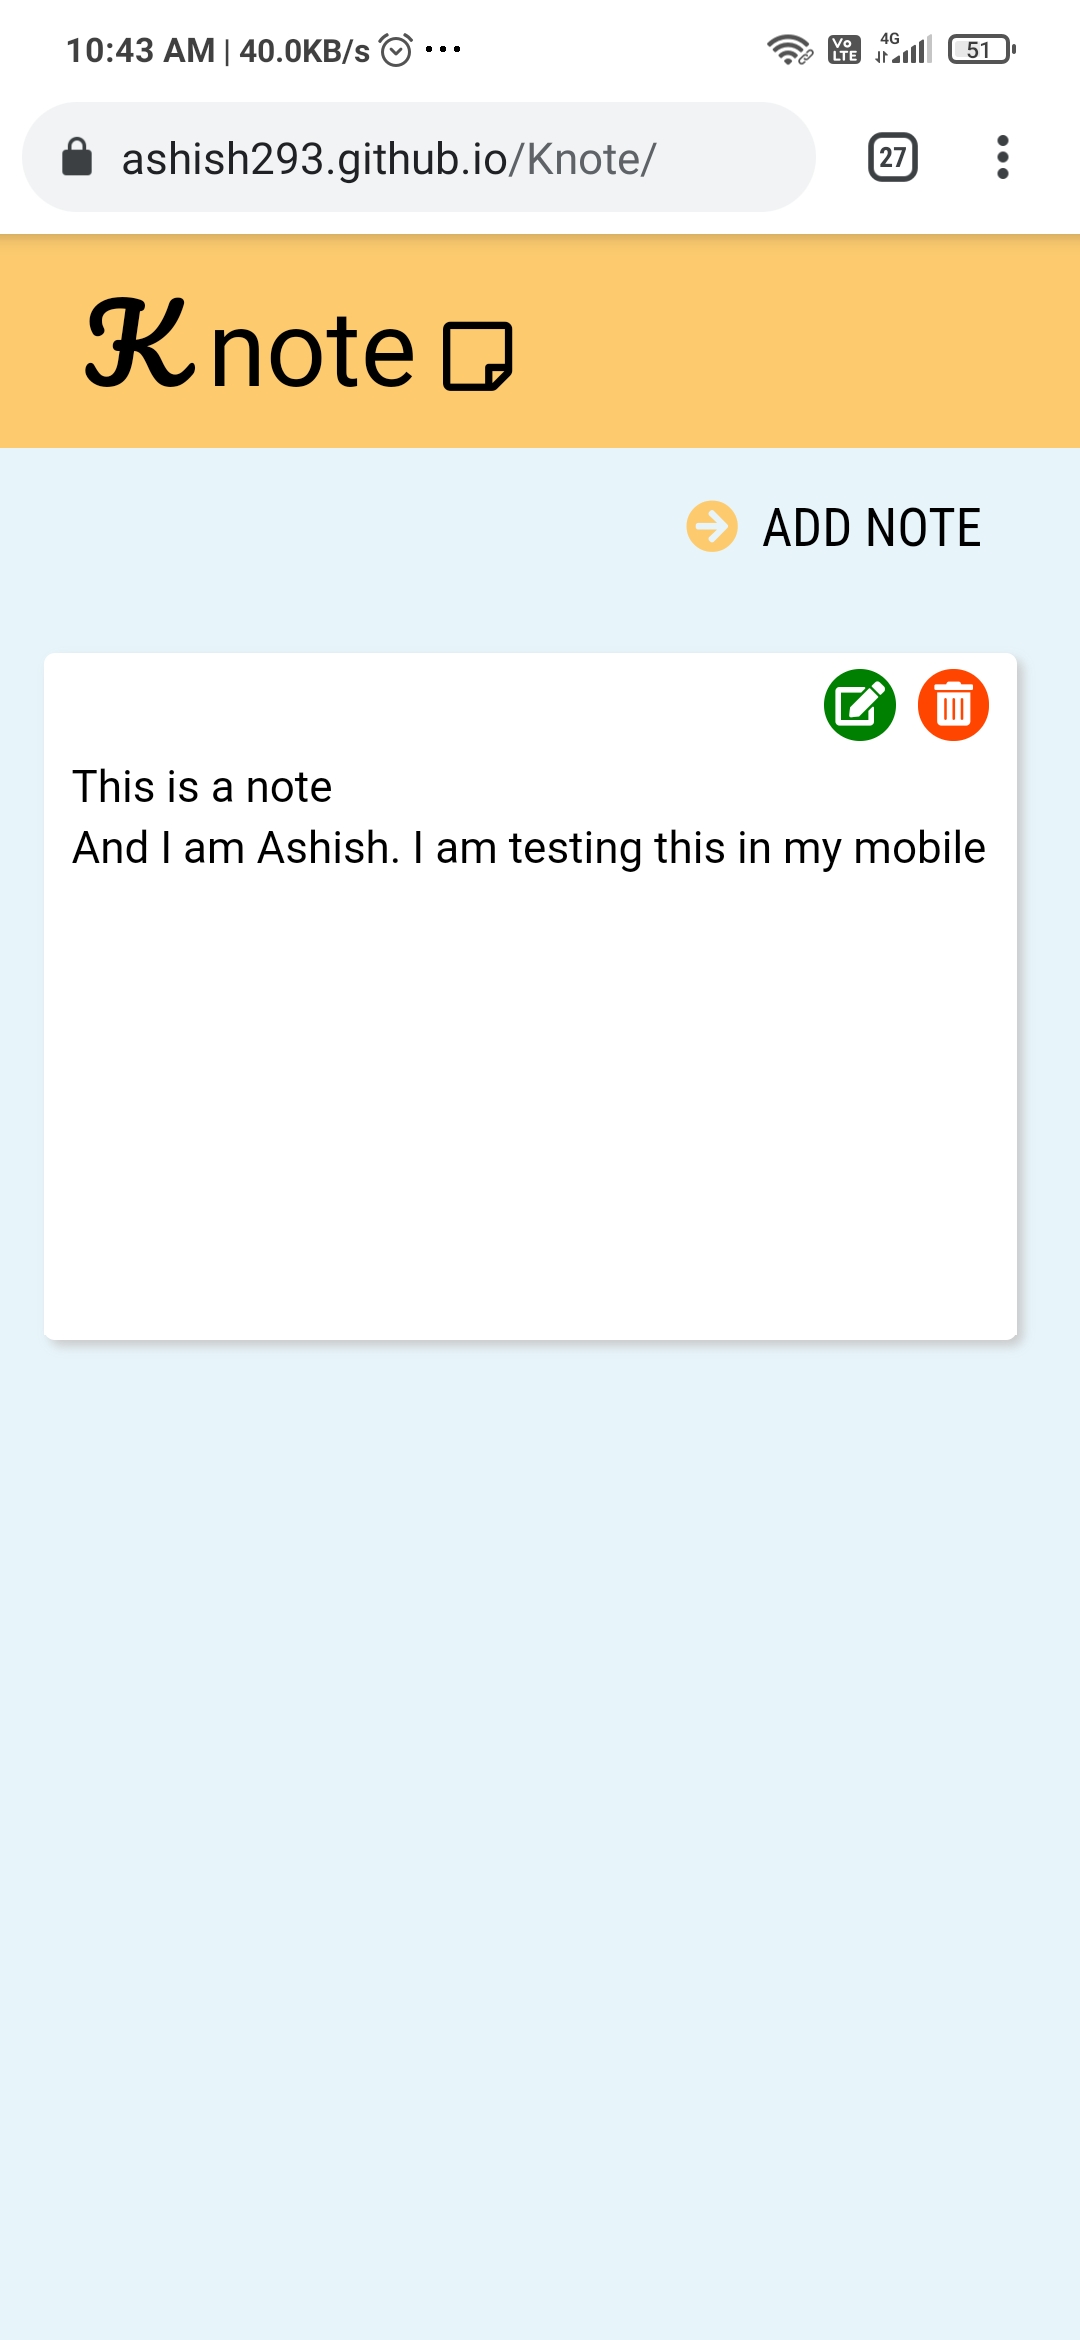 10:43 AM | 40.0KB/s ...
Vo LTE 4G 51
ashish293.github.io/Knote/ 27
Knote
ADD NOTE
This is a note
And I am Ashish. I am testing this in my mobile